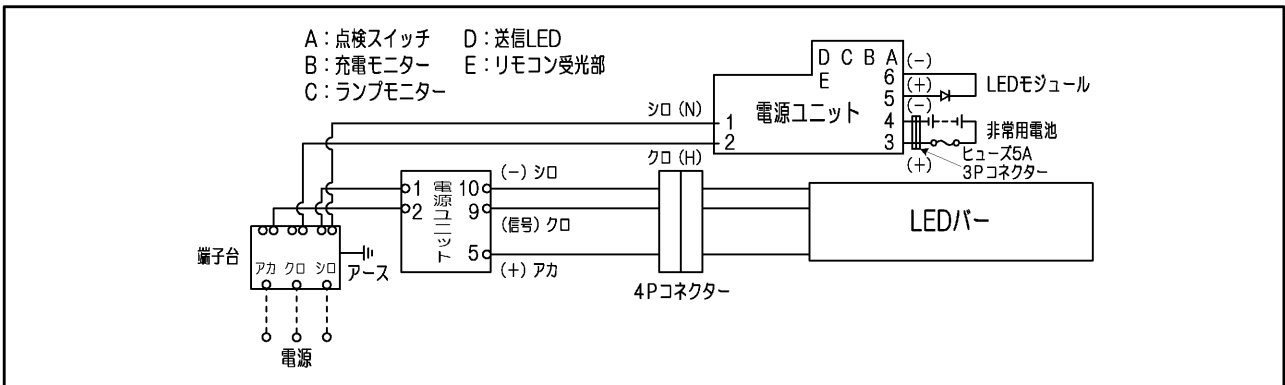 A：点検スイッチ
D：送信LED
B：充電モニター
E：リモコン受光部
C：ランプモニター
D C B A
E
電源ユニット
1
2
6
5
4
3
(-)
(+)
(-)
(+)
LEDモジュール
非常用電池
ヒューズ5A
3Pコネクター
シロ (N)
クロ (H)
1
2
電源ユニット
10
9
5
(-) シロ
(信号) クロ
(+) アカ
4Pコネクター
LEDバー
端子台
アカ クロ シロ
アース
電源